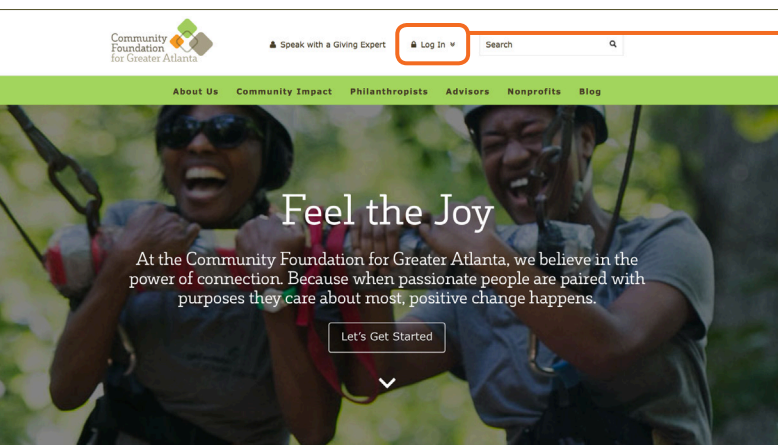 Community
Foundation
for Greater Atlanta
Speak with a Giving Expert
Log In
Search
About Us Community Impact Philanthropists Advisors Nonprofits Blog
Feel the Joy
At the Community Foundation for Greater Atlanta, we believe in the
power of connection. Because when passionate people are paired with
purposes they care about most, positive change happens.
Let's Get Started